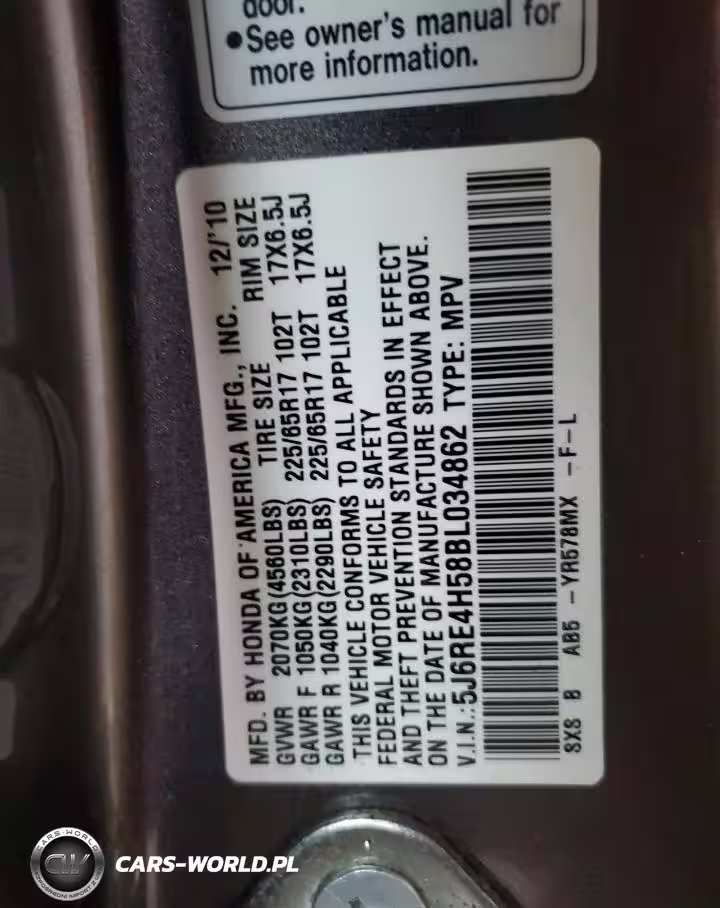 door.
●See owner's manual for
more information.
MFD. BY HONDA OF AMERICA MFG., INC. 12/'10
GVWR 2070KG(4560LBS) TIRE SIZE RIM SIZE
GAWR F 1050KG(2310LBS) 225/65R17 102T 17X6.5J
GAWR R 1040KG(2290LBS) 225/65R17 102T 17X6.5J
THIS VEHICLE CONFORMS TO ALL APPLICABLE
FEDERAL MOTOR VEHICLE SAFETY
AND THEFT PREVENTION STANDARDS IN EFFECT
ON THE DATE OF MANUFACTURE SHOWN ABOVE.
V.I.N.:5J6RE4H58BL034862 TYPE: MPV
SXS B AB5 -YR578MX -F-L
CARS-WORLD
CW
CARS-WORLD.PL